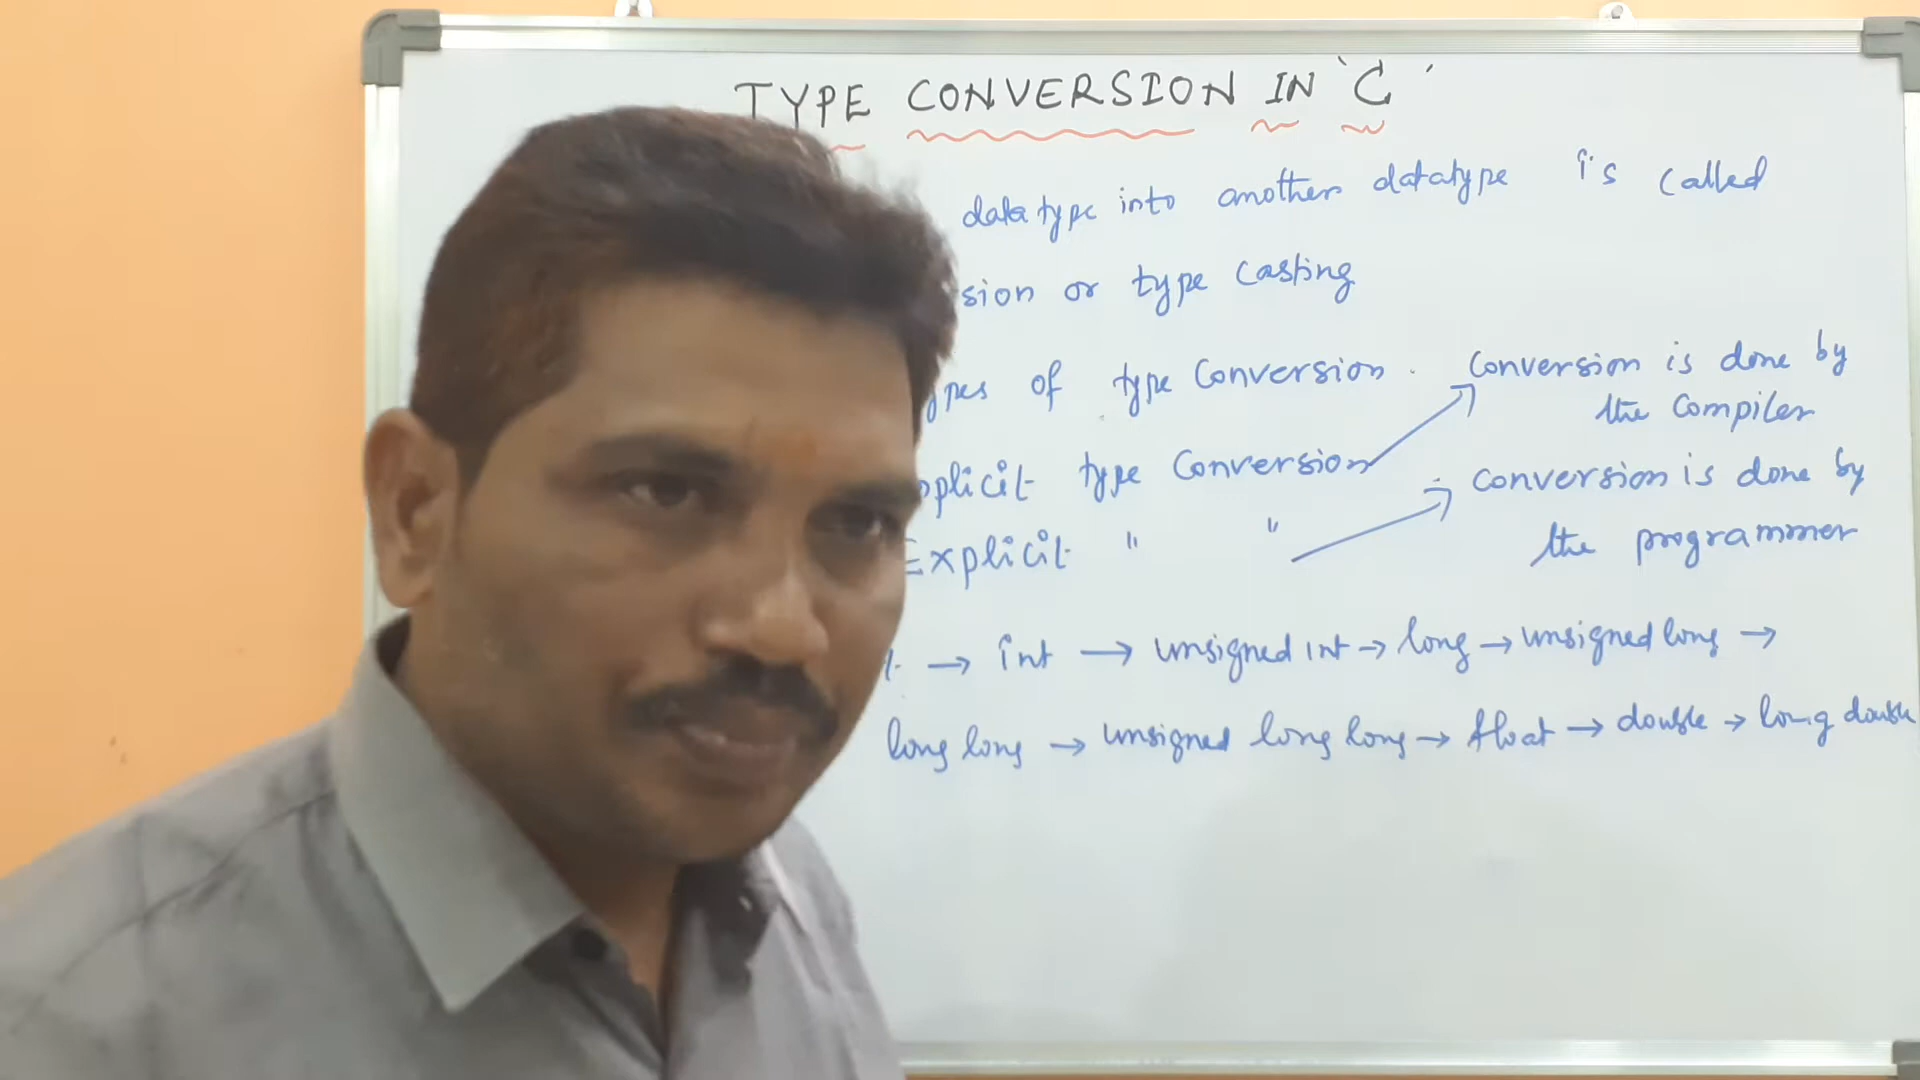 TYPE CONVERSION IN 'C'
datatype into another datatype is called
sion or type casting
ypes of type Conversion.
Conversion is done by
the Compiler
plicit type Conversion
Explicit " "
conversion is done by
the programmer
→ int → unsigned int → long → unsigned long →
long long → unsigned long long → float → double → long double